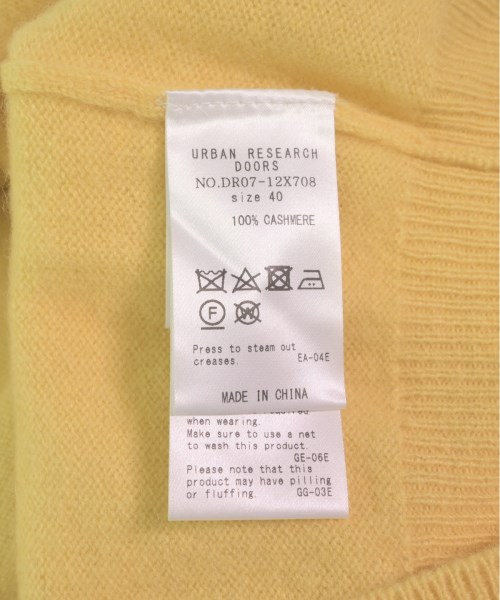 URBAN RESEARCH
DOORS
NO.DR07-12X708
size 40
100% CASHMERE
F W
Press to steam out
creases. EA-04E
MADE IN CHINA
when wearing.
Make sure to use a net
to wash this product.
GE-06E
Please note that this
product may have pilling
or fluffing. GG-03E